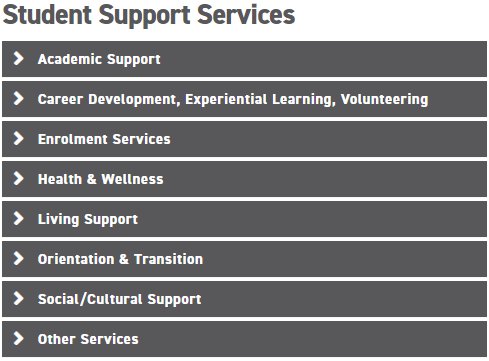 Student Support Services
Academic Support
Career Development, Experiential Learning, Volunteering
Enrolment Services
Health & Wellness
Living Support
Orientation & Transition
Social/Cultural Support
Other Services